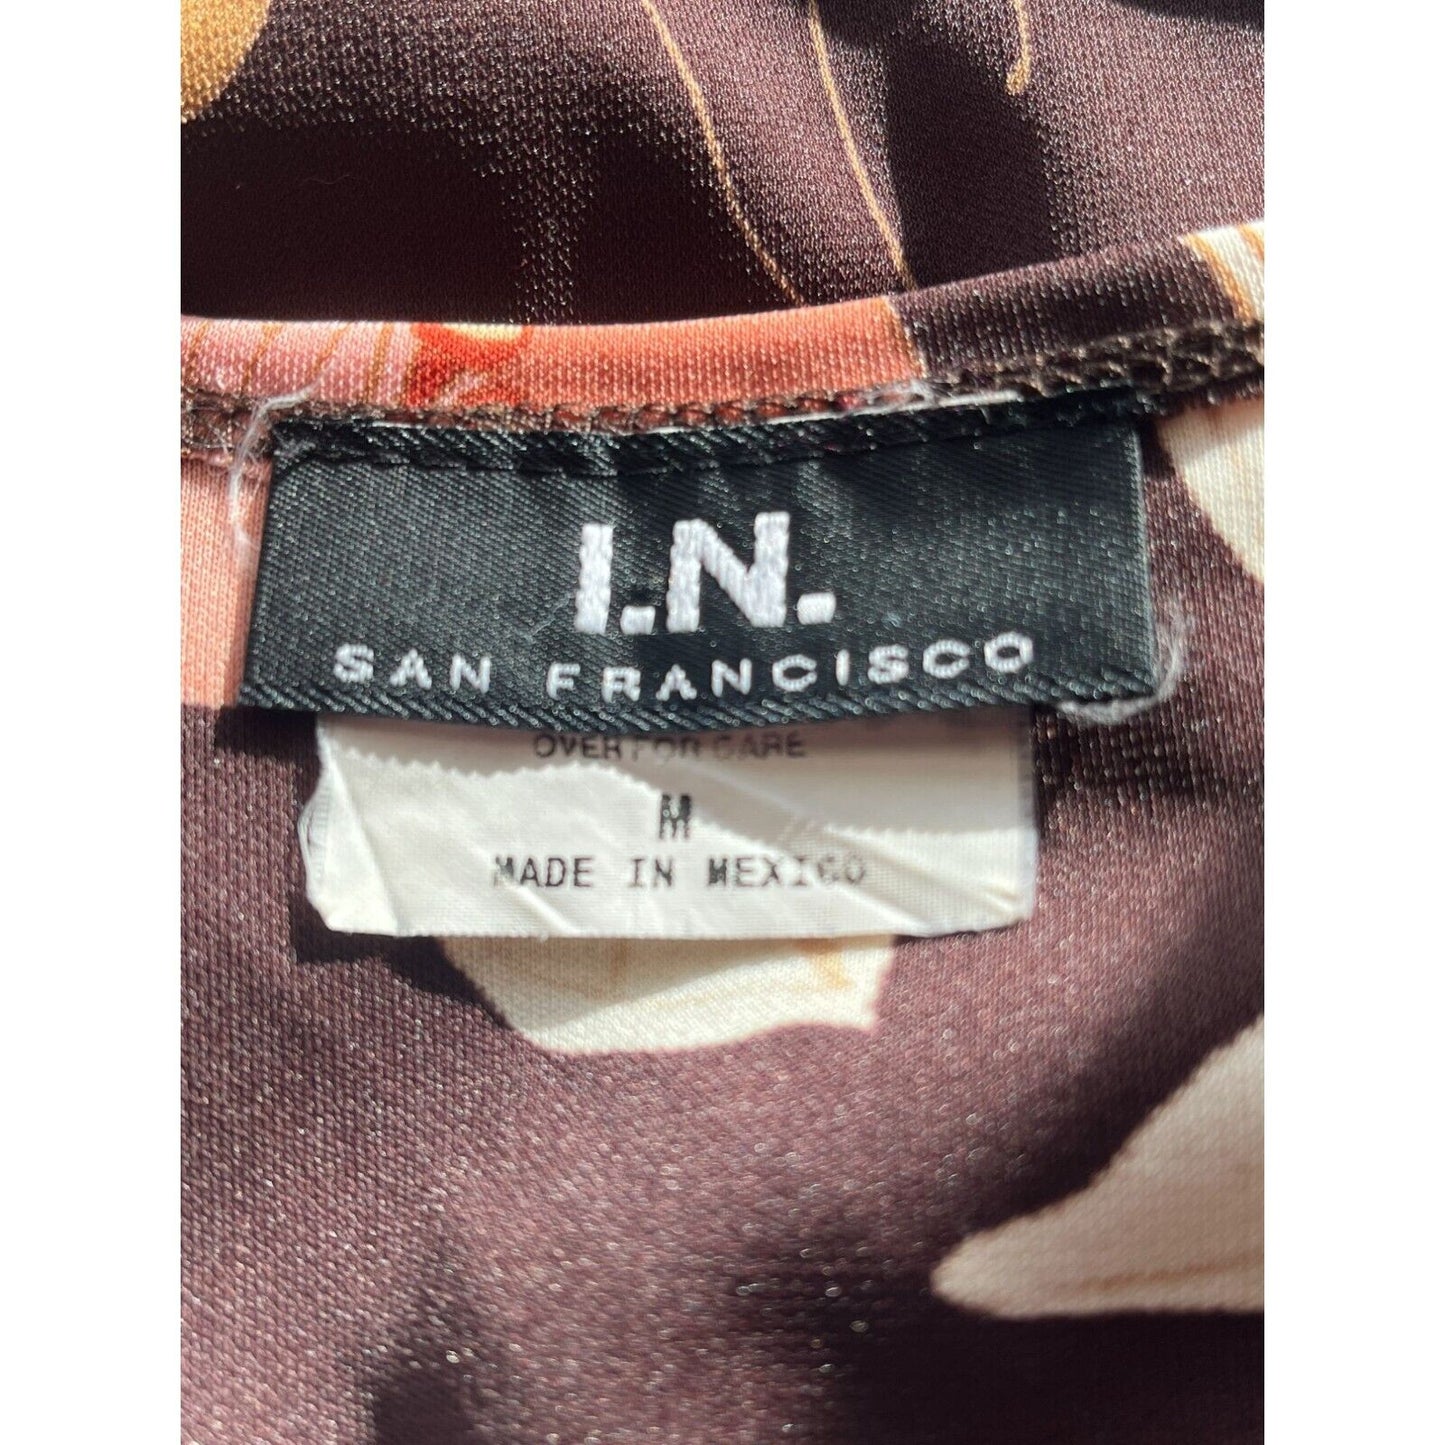 I.N.
SAN FRANCISCO
OVER FOR CARE
M
MADE IN MEXICO